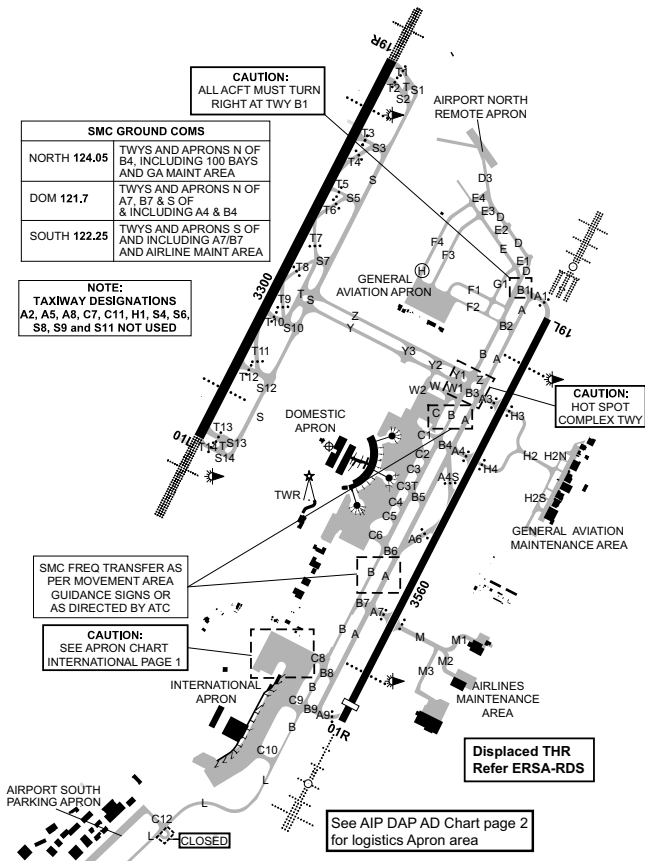 19R
CAUTION:
ALL ACFT MUST TURN
RIGHT AT TWY B1
T1
T2
T
S1
S2
AIRPORT NORTH
REMOTE APRON
SMC GROUND COMS
NORTH 124.05
TWYS AND APRONS N OF
B4, INCLUDING 100 BAYS
AND GA MAINT AREA
DOM 121.7
TWYS AND APRONS N OF
A7, B7 & S OF
& INCLUDING A4 & B4
SOUTH 122.25
TWYS AND APRONS S OF
AND INCLUDING A7/B7
AND AIRLINE MAINT AREA
T3
S3
T4
S
T5
S5
T6
D3
E4
E3
D
E2
D
E
E1
D
F4
F3
T7
S7
T8
H
GENERAL
AVIATION APRON
G1
B1
F1
F2
A1
A
B2
19L
NOTE:
TAXIWAY DESIGNATIONS
A2, A5, A8, C7, C11, H1, S4, S6,
S8, S9 and S11 NOT USED
3300
T9
T
S
T10
S10
Z
Y
Y3
Y2
Y1
Z
B
A
T11
T12
S12
S
W2
W
W1
B3
A3
CAUTION:
HOT SPOT
COMPLEX TWY
C
B
A
H3
DOMESTIC
APRON
01L
T13
S13
T14
S14
C1
C2
B4
A4
H4
H2
H2N
H2S
C3
A4S
C3T
B5
C4
C5
TWR
GENERAL AVIATION
MAINTENANCE AREA
C6
A6
B6
SMC FREQ TRANSFER AS
PER MOVEMENT AREA
GUIDANCE SIGNS OR
AS DIRECTED BY ATC
B
A
3560
B7
A7
CAUTION:
SEE APRON CHART
INTERNATIONAL PAGE 1
B
A
M
M1
M2
M3
C8
B8
INTERNATIONAL
APRON
B
AIRLINES
MAINTENANCE
AREA
C9
B9
A9
01R
B
C10
Displaced THR
Refer ERSA-RDS
L
AIRPORT SOUTH
PARKING APRON
L
C12
L
CLOSED
See AIP DAP AD Chart page 2
for logistics Apron area